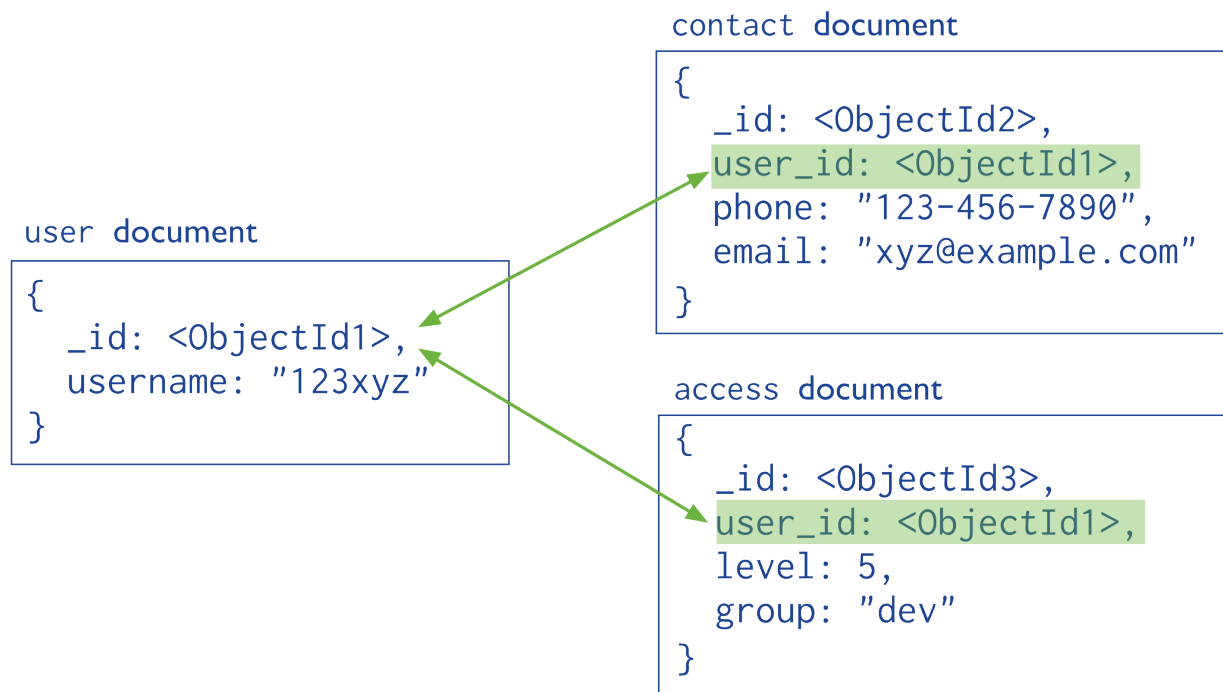 user document
{
_id: <ObjectId1>,
username: "123xyz"
}
contact document
{
_id: <ObjectId2>,
user_id: <ObjectId1>,
phone: "123-456-7890",
email: "xyz@example.com"
}
access document
{
_id: <ObjectId3>,
user_id: <ObjectId1>,
level: 5,
group: "dev"
}